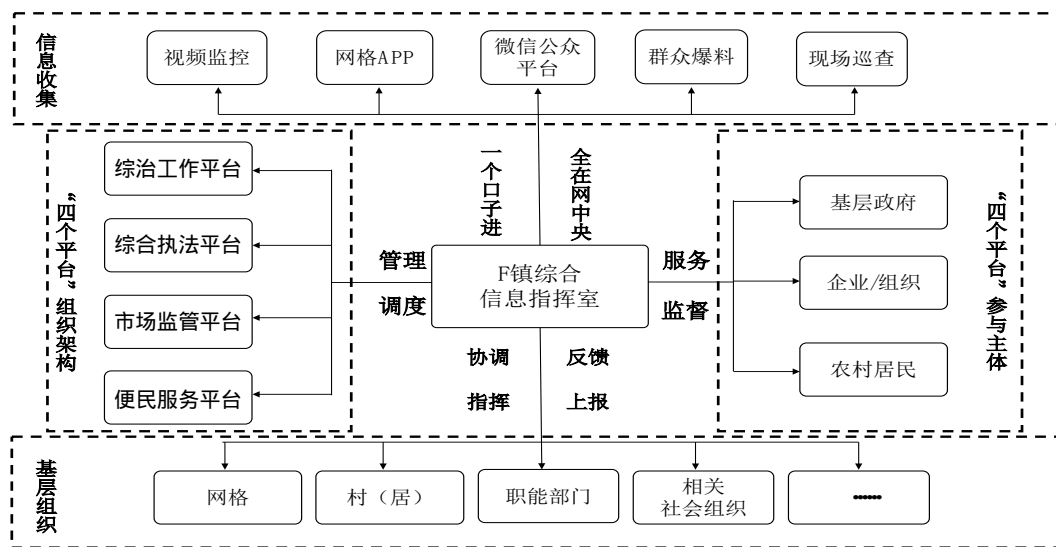 信息收集
视频监控
网格APP
微信公众
平台
群众爆料
现场巡查
“四个平台”组织架构
综治工作平台
综合执法平台
市场监管平台
便民服务平台
一个口子进
全在网中央
管理
调度
F镇综合
信息指挥室
服务
监督
协调
指挥
反馈
上报
基层政府
企业/组织
农村居民
“四个平台”参与主体
基层组织
网格
村（居）
职能部门
相关
社会组织
……